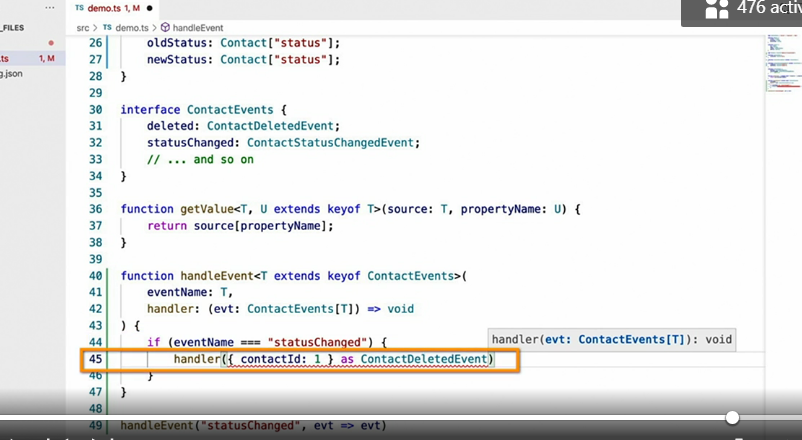 476 activ
TS demo.ts 1, M
_FILES
src > TS demo.ts > handleEvent
.ts 1, M
g.json
26 oldStatus: Contact["status"];
27 newStatus: Contact["status"];
28 }
29
30 interface ContactEvents {
31 deleted: ContactDeletedEvent;
32 statusChanged: ContactStatusChangedEvent;
33 // ... and so on
34 }
35
36 function getValue<T, U extends keyof T>(source: T, propertyName: U) {
37 return source[propertyName];
38 }
39
40 function handleEvent<T extends keyof ContactEvents>(
41 eventName: T,
42 handler: (evt: ContactEvents[T]) => void
43 ) {
44 if (eventName === "statusChanged") {
handler(evt: ContactEvents[T]): void
45 handler({ contactId: 1 } as ContactDeletedEvent)
46 }
47 }
48
49 handleEvent("statusChanged", evt => evt)